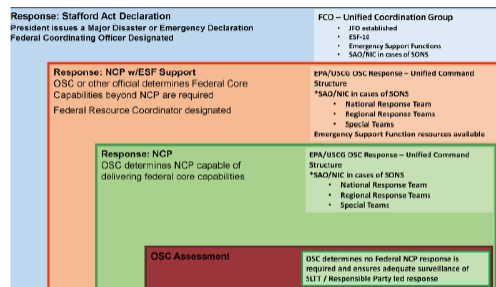 Response: Stafford Act Declaration
President issues a Major Disaster or Emergency Declaration
Federal Coordinating Officer Designated
FCO – Unified Coordination Group
• JFO established
• ESF-10
• Emergency Support Functions
• SAO/NIC in cases of SONS
Response: NCP w/ESF Support
OSC or other official determines Federal Core
Capabilities beyond NCP are required
Federal Resource Coordinator designated
EPA/USCG OSC Response – Unified Command
Structure
*SAO/NIC in cases of SONS
• National Response Team
• Regional Response Teams
• Special Teams
Emergency Support Function resources available
Response: NCP
OSC determines NCP capable of
delivering federal core capabilities
EPA/USCG OSC Response – Unified Command
Structure
*SAO/NIC in cases of SONS
• National Response Team
• Regional Response Teams
• Special Teams
OSC Assessment
OSC determines no Federal NCP response is
required and ensures adequate surveillance of
SLTT / Responsible Party led response